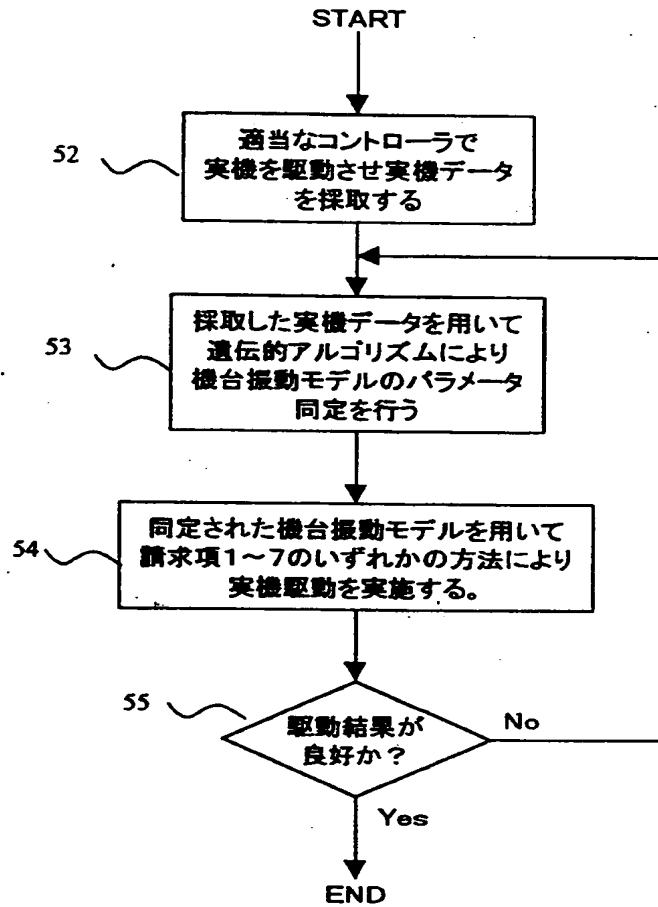 START
52
適当なコントローラで
実機を駆動させ実機データ
を採取する
53
採取した実機データを用いて
遺伝的アルゴリズムにより
機台振動モデルのパラメータ
同定を行う
54
同定された機台振動モデルを用いて
請求項1～7のいずれかの方法により
実機駆動を実施する。
55
駆動結果が
良好か？
No
Yes
END